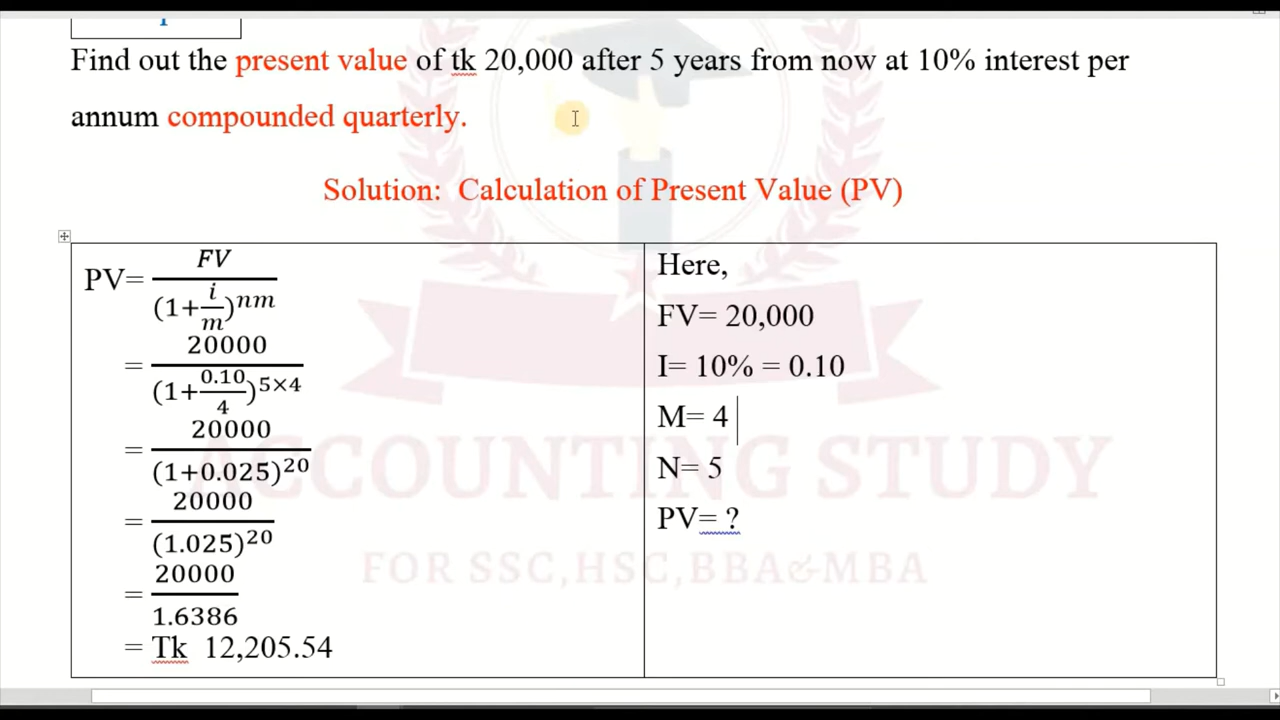 Find out the present value of tk 20,000 after 5 years from now at 10% interest per
annum compounded quarterly.
Solution: Calculation of Present Value (PV)
PV= FV
(1+i/m)^nm
= 20000
(1+0.10/4)^5×4
= 20000
(1+0.025)^20
= 20000
(1.025)^20
= 20000
1.6386
= Tk 12,205.54
Here,
FV= 20,000
I= 10% = 0.10
M= 4
N= 5
PV= ?
ACCOUNTING STUDY
FOR SSC,HSC,BBA&MBA